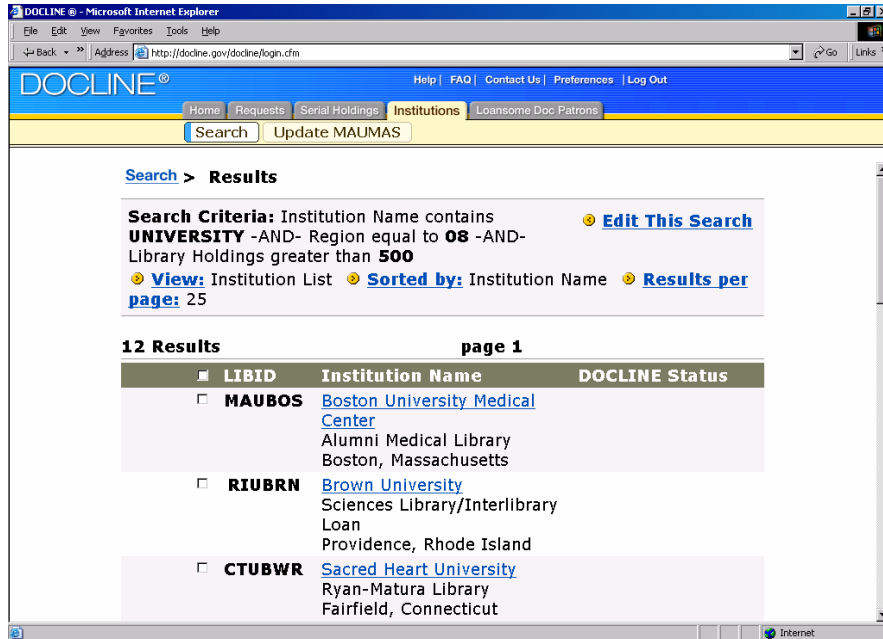 DOCLINE ® - Microsoft Internet Explorer
File Edit View Favorites Tools Help
Back » Address http://docline.gov/docline/login.cfm Go Links
DOCLINE®
Help | FAQ | Contact Us | Preferences | Log Out
Home Requests Serial Holdings Institutions Loansome Doc Patrons
Search Update MAUMAS
Search > Results
Search Criteria: Institution Name contains
UNIVERSITY -AND- Region equal to 08 -AND-
Library Holdings greater than 500
Edit This Search
View: Institution List Sorted by: Institution Name Results per
page: 25
12 Results page 1
LIBID Institution Name DOCLINE Status
MAUBOS Boston University Medical
Center
Alumni Medical Library
Boston, Massachusetts
RIUBRN Brown University
Sciences Library/Interlibrary
Loan
Providence, Rhode Island
CTUBWR Sacred Heart University
Ryan-Matura Library
Fairfield, Connecticut
Internet